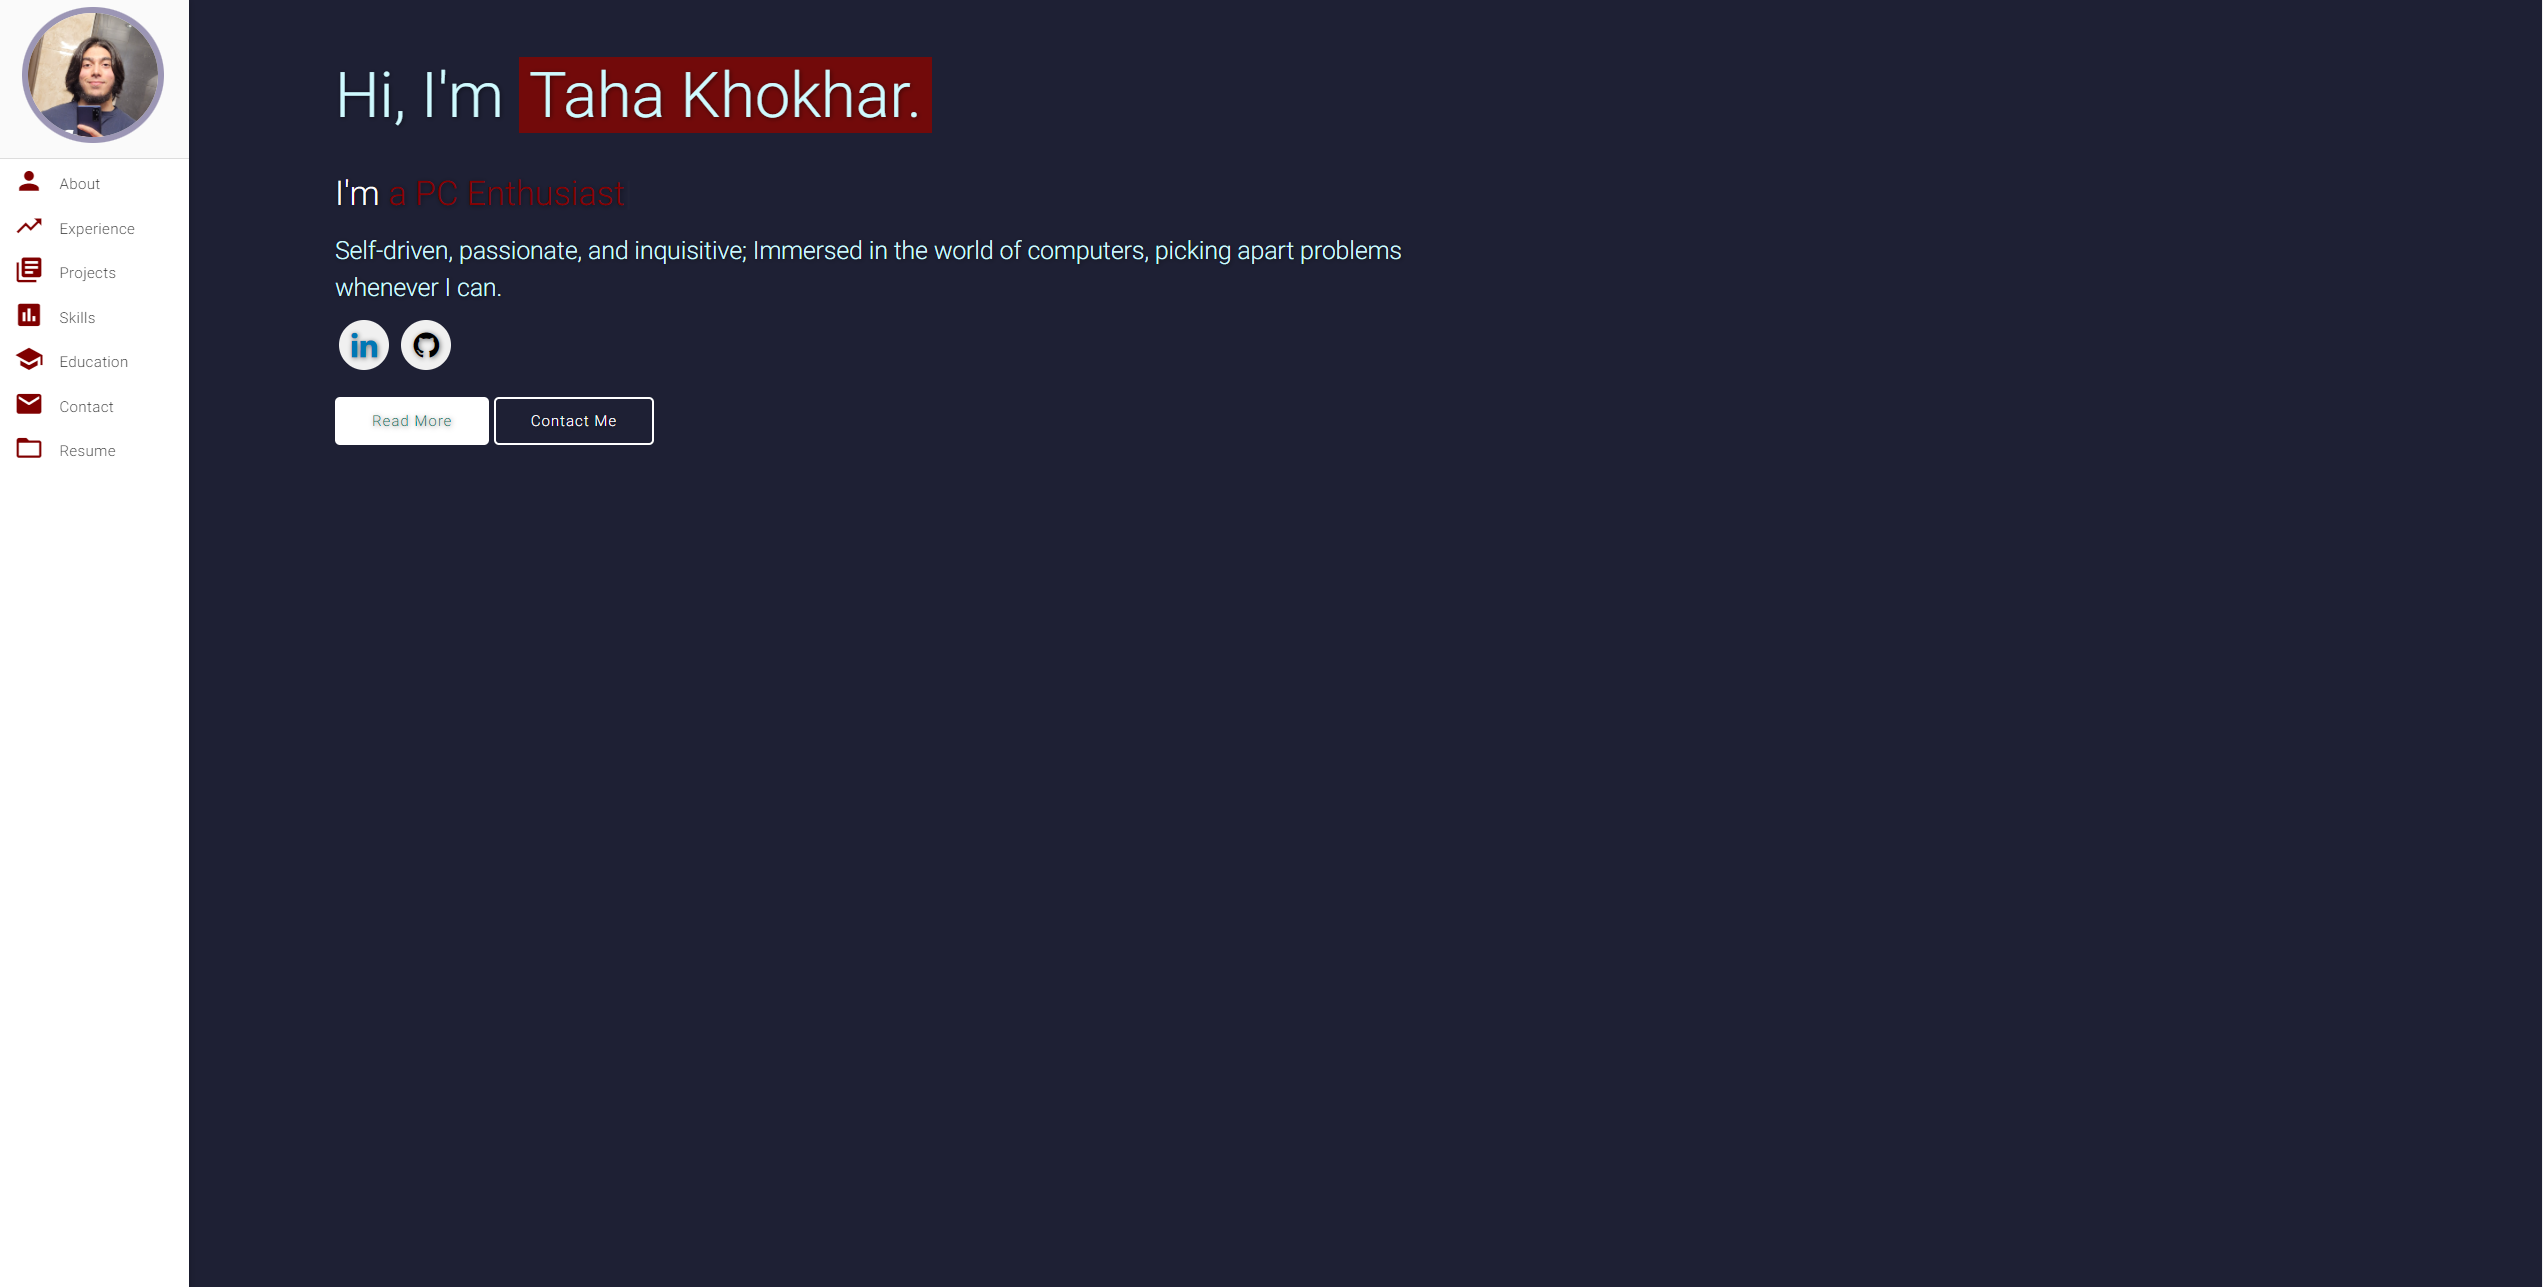 About
Experience
Projects
Skills
Education
Contact
Resume
Hi, I'm Taha Khokhar.
I'm a PC Enthusiast
Self-driven, passionate, and inquisitive; Immersed in the world of computers, picking apart problems
whenever I can.
in
Read More
Contact Me